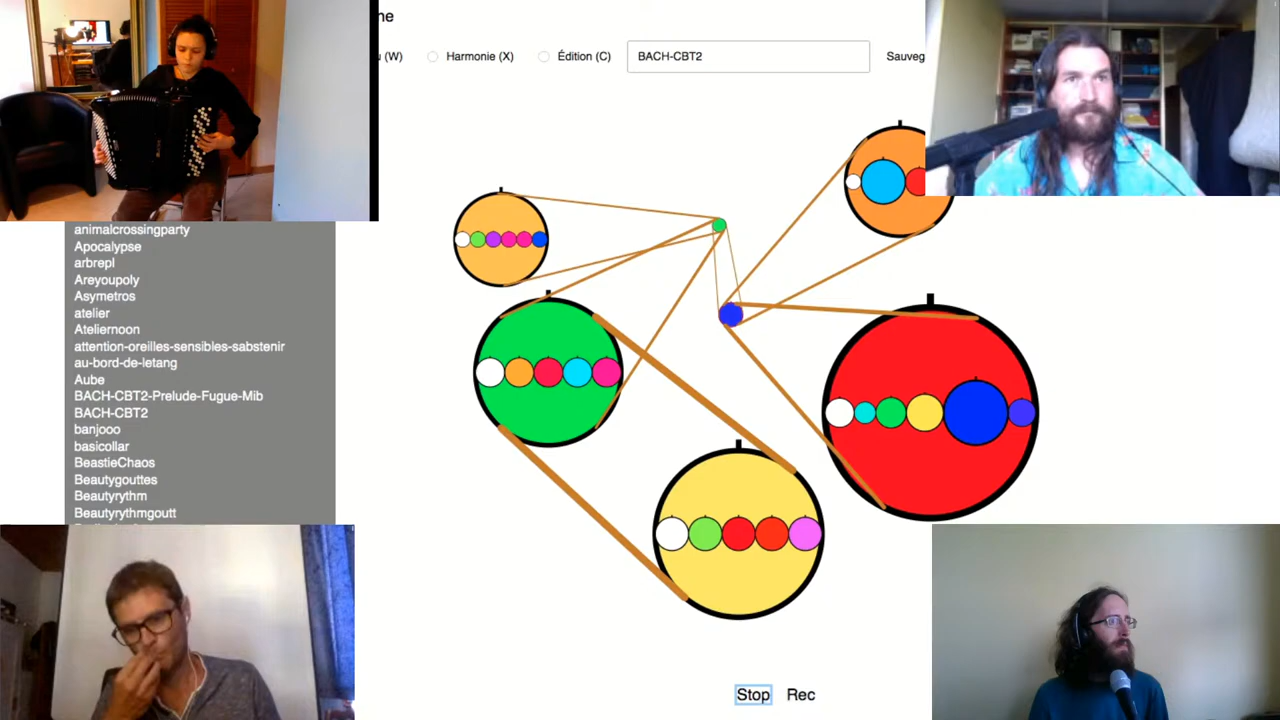 ne
(W) Harmonie (X) Édition (C) BACH-CBT2 Sauveg
animalcrossingparty
Apocalypse
arbrepl
Areyoupoly
Asymetros
atelier
Ateliernoon
attention-oreilles-sensibles-sabstenir
au-bord-de-letang
Aube
BACH-CBT2-Prelude-Fugue-Mib
BACH-CBT2
banjooo
basicollar
BeastieChaos
Beautygouttes
Beautyrythm
Beautyrythmgoutt
Stop Rec